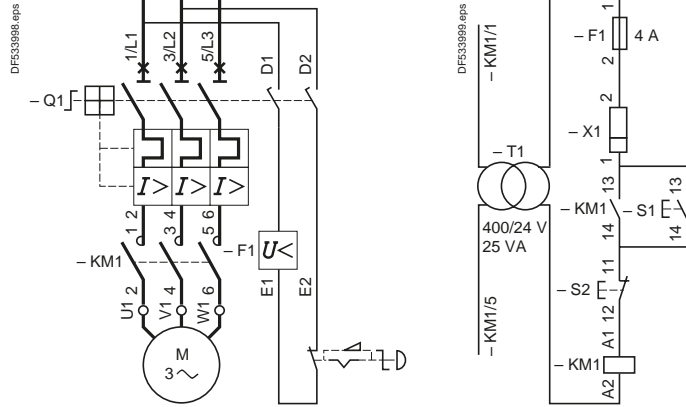 DF533998.eps
1/L1
3/L2
5/L3
D1
D2
– Q1
I>
I>
I>
2
4
6
1
3
5
– KM1
– F1
U<
2
4
6
U1
V1
W1
E1
E2
M
3
DF533999.eps
– KM1/1
– T1
400/24 V
25 VA
– KM1/5
1
– F1
4 A
2
2
– X1
1
13
– KM1
14
13
– S1
14
11
– S2
12
A1
– KM1
A2